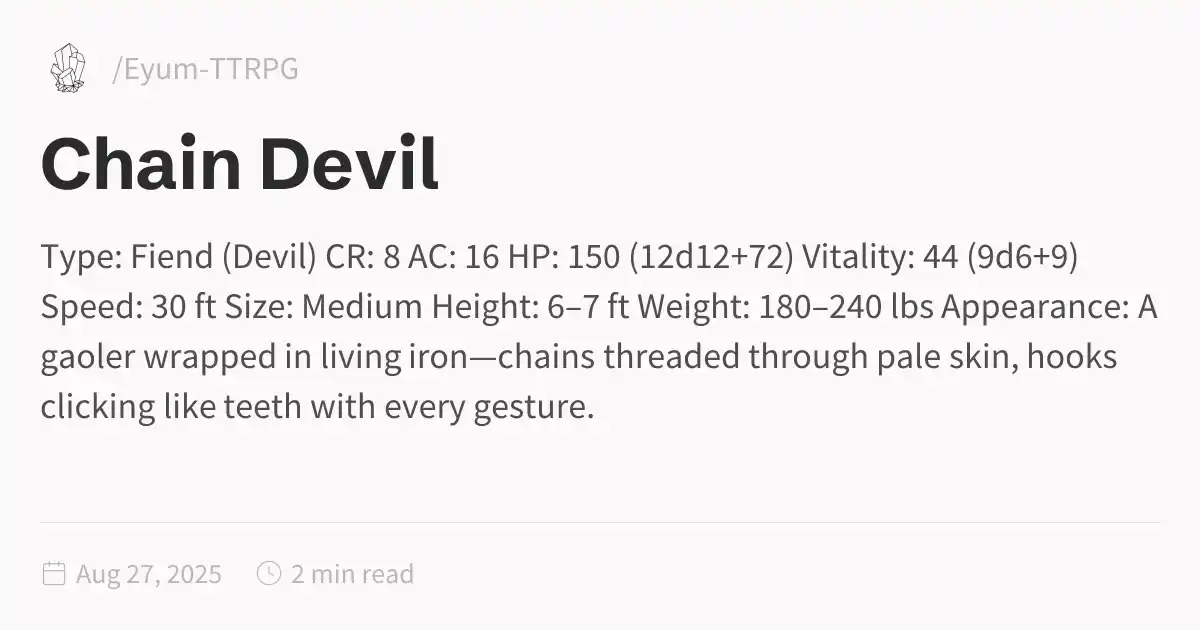 /Eyum-TTRPG
Chain Devil
Type: Fiend (Devil) CR: 8 AC: 16 HP: 150 (12d12+72) Vitality: 44 (9d6+9)
Speed: 30 ft Size: Medium Height: 6–7 ft Weight: 180–240 lbs Appearance: A
gaoler wrapped in living iron—chains threaded through pale skin, hooks
clicking like teeth with every gesture.
Aug 27, 2025 2 min read